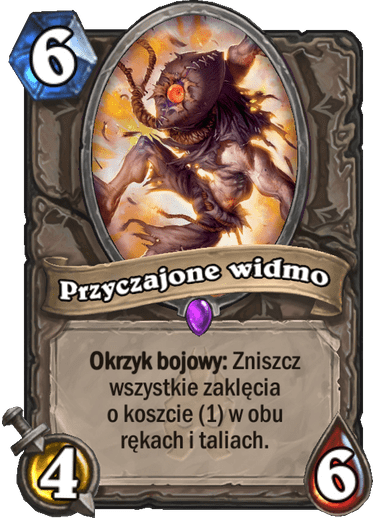 6
Przyczajone widmo
Okrzyk bojowy: Zniszcz
wszystkie zaklęcia
o koszcie (1) w obu
rękach i taliach.
4
6